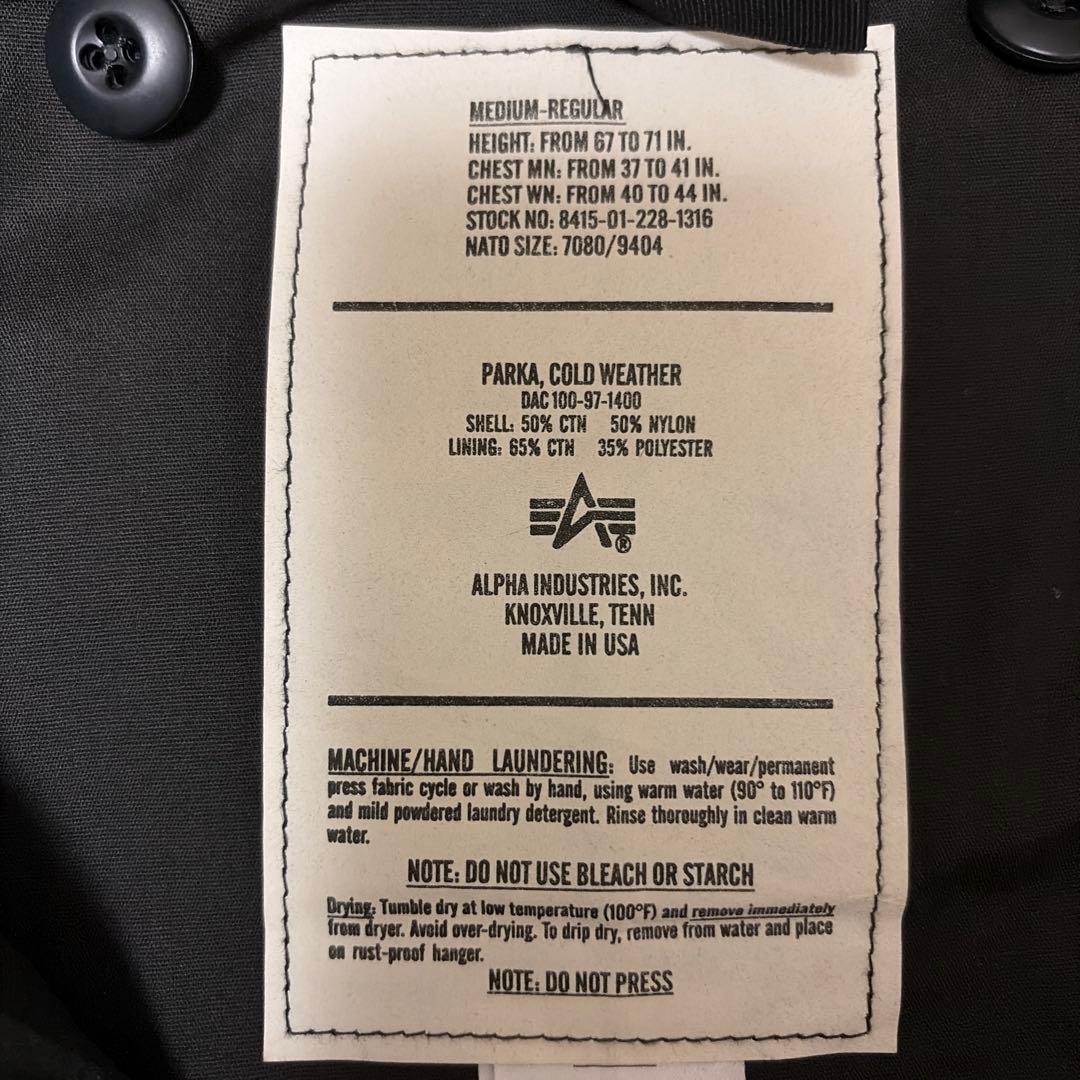 MEDIUM-REGULAR
HEIGHT: FROM 67 TO 71 IN.
CHEST MN: FROM 37 TO 41 IN.
CHEST WN: FROM 40 TO 44 IN.
STOCK NO: 8415-01-228-1316
NATO SIZE: 7080/9404
PARKA, COLD WEATHER
DAC 100-97-1400
SHELL: 50% CTN 50% NYLON
LINING: 65% CTN 35% POLYESTER
®
ALPHA INDUSTRIES, INC.
KNOXVILLE, TENN
MADE IN USA
MACHINE/HAND LAUNDERING: Use wash/wear/permanent
press fabric cycle or wash by hand, using warm water (90° to 110°F)
and mild powdered laundry detergent. Rinse thoroughly in clean warm
water.
NOTE: DO NOT USE BLEACH OR STARCH
Drying: Tumble dry at low temperature (100°F) and remove immediately
from dryer. Avoid over-drying. To drip dry, remove from water and place
on rust-proof hanger.
NOTE: DO NOT PRESS